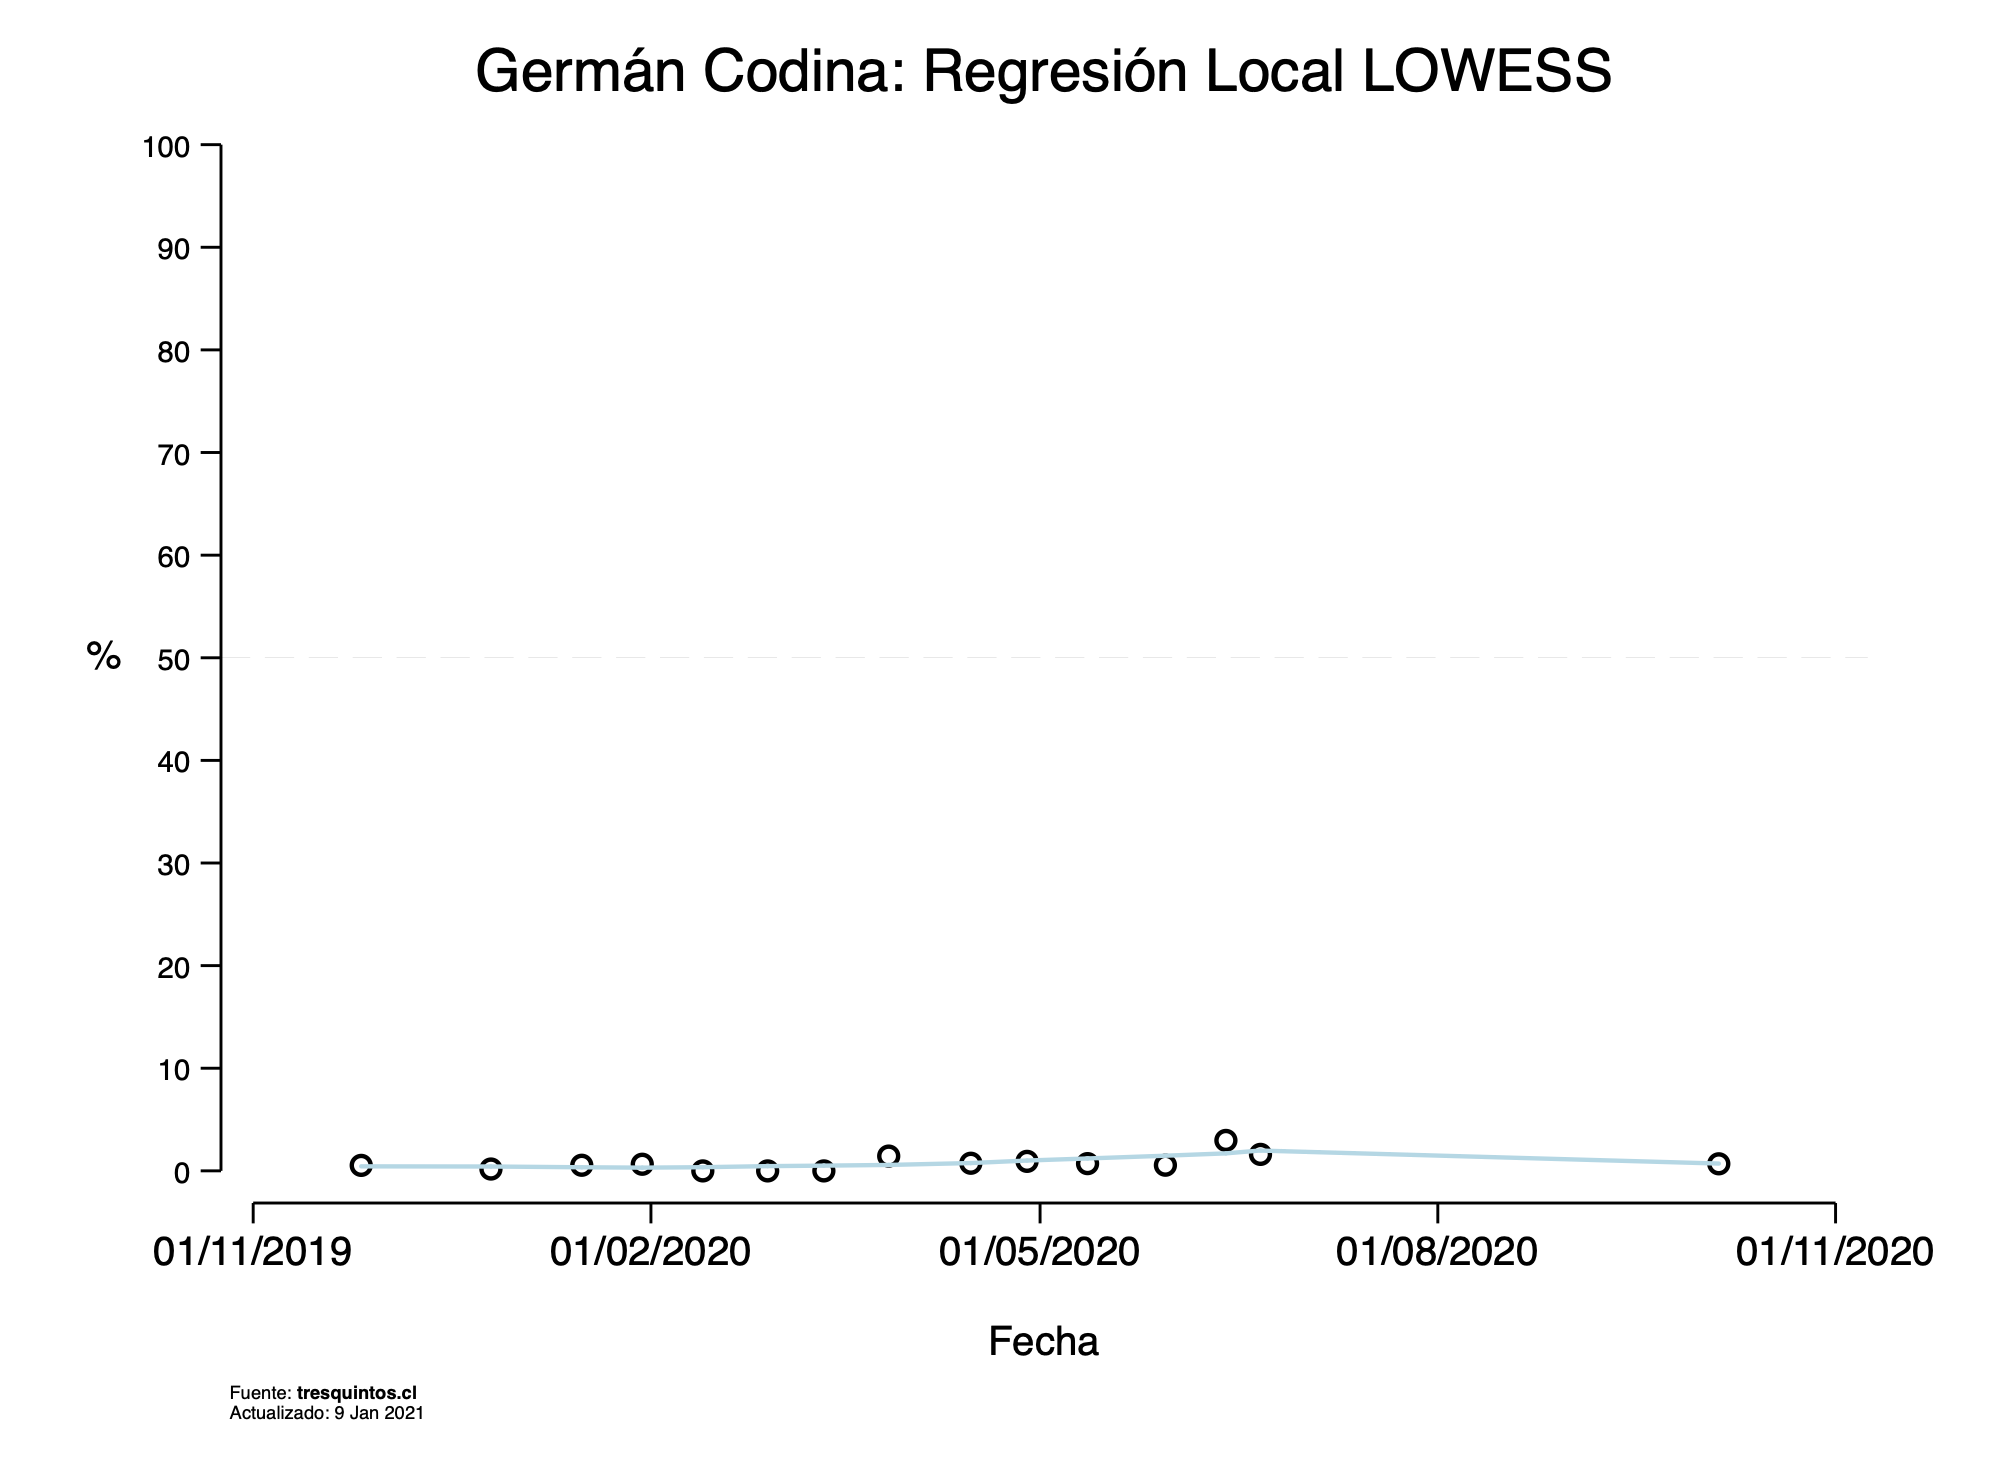 Germán Codina: Regresión Local LOWESS
100
90
80
70
60
% 50
40
30
20
10
0
01/11/2019 01/02/2020 01/05/2020 01/08/2020 01/11/2020
Fecha
Fuente: tresquintos.cl
Actualizado: 9 Jan 2021